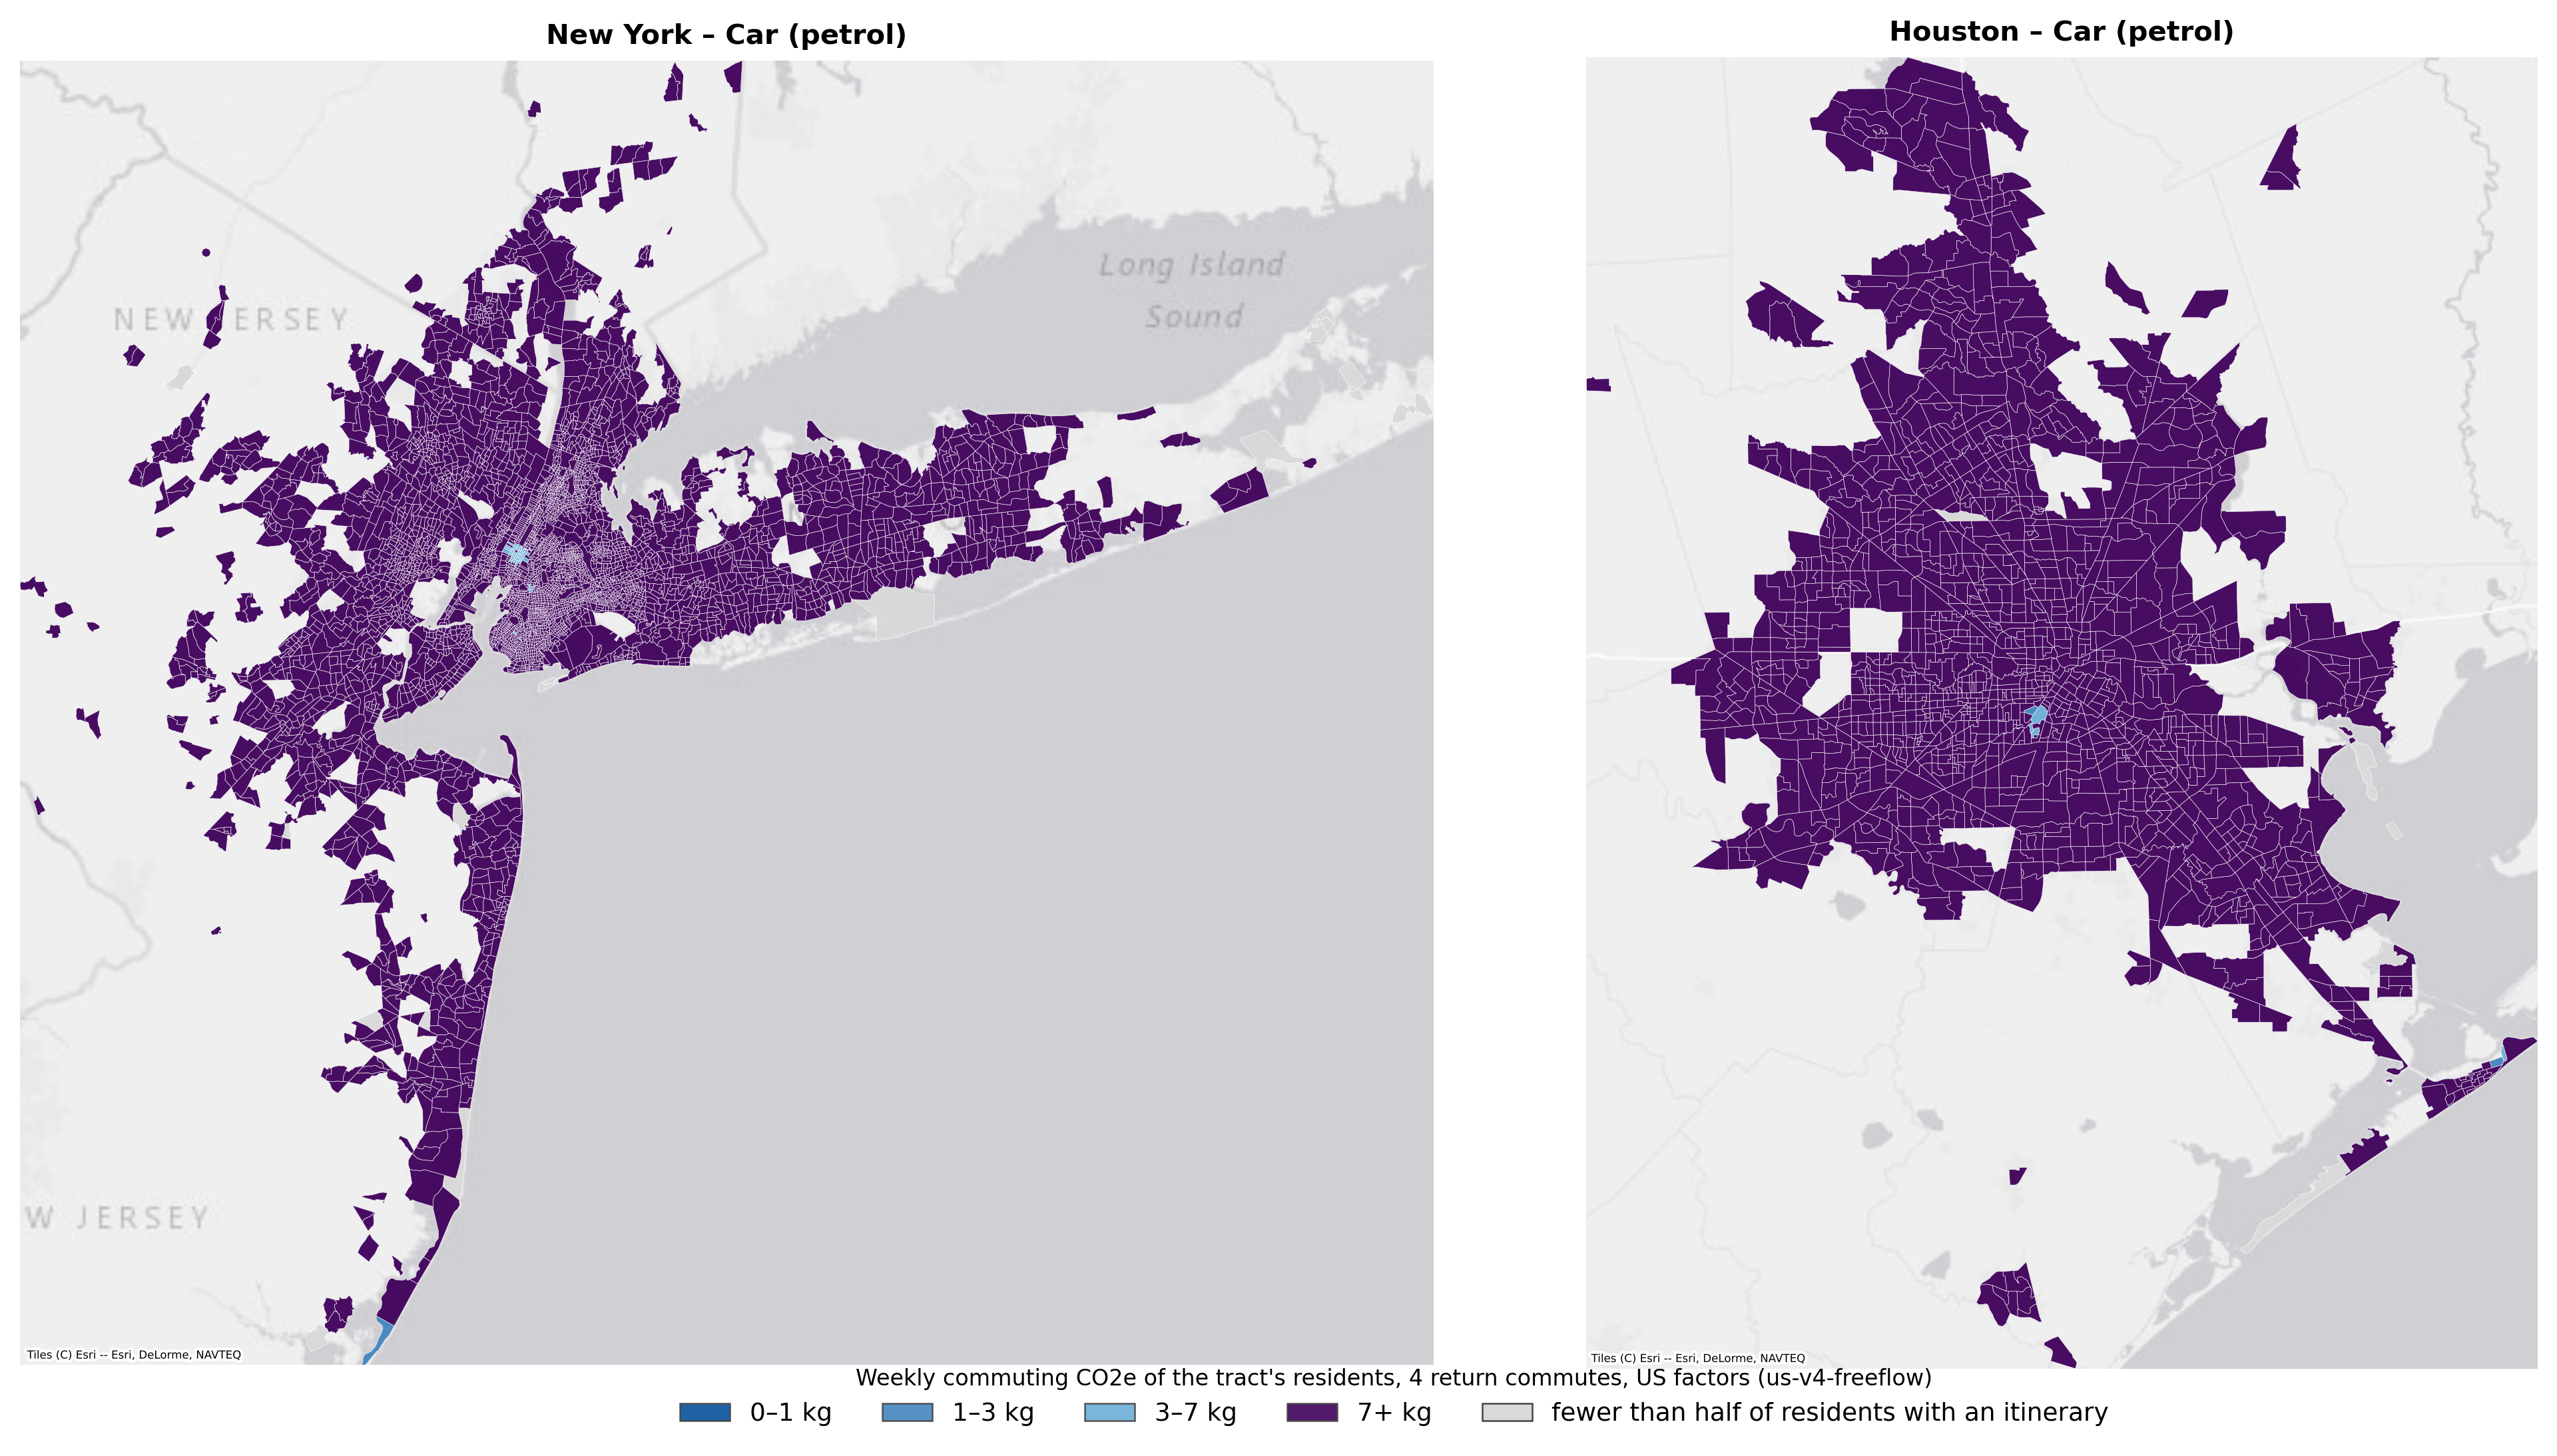 New York – Car (petrol)
Houston – Car (petrol)
Long Island
Sound
NEW ERSEY
W JERSEY
Tiles (C) Esri -- Esri, DeLorme, NAVTEQ
Tiles (C) Esri -- Esri, DeLorme, NAVTEQ
Weekly commuting CO2e of the tract's residents, 4 return commutes, US factors (us-v4-freeflow)
0–1 kg
1–3 kg
3–7 kg
7+ kg
fewer than half of residents with an itinerary